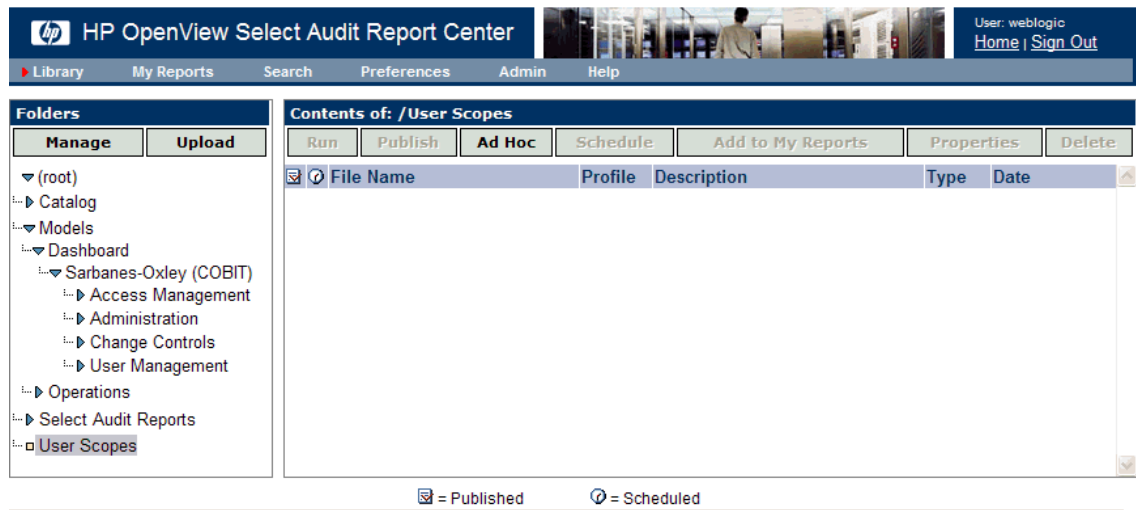 hp HP OpenView Select Audit Report Center
User: weblogic
Home | Sign Out
Library My Reports Search Preferences Admin Help
Folders
Manage Upload
(root)
Catalog
Models
Dashboard
Sarbanes-Oxley (COBIT)
Access Management
Administration
Change Controls
User Management
Operations
Select Audit Reports
User Scopes
Contents of: /User Scopes
Run Publish Ad Hoc Schedule Add to My Reports Properties Delete
File Name Profile Description Type Date
= Published = Scheduled